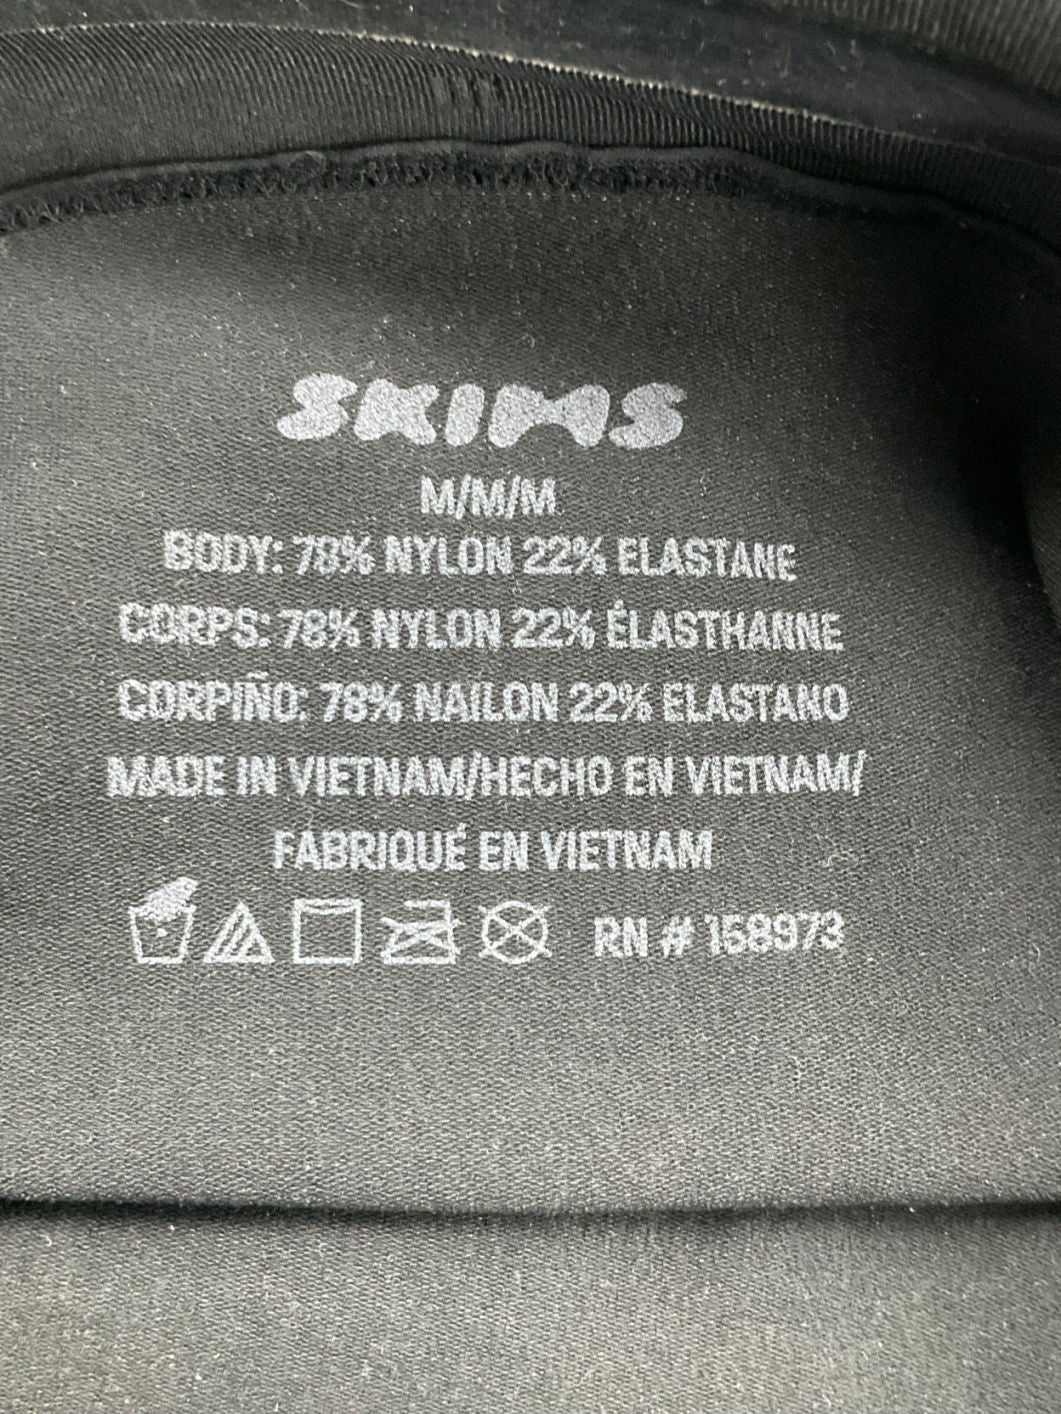 SKIMS
M/M/M
BODY: 78% NYLON 22% ELASTANE
CORPS: 78% NYLON 22% ÉLASTHANNE
CORPIÑO: 78% NAILON 22% ELASTANO
MADE IN VIETNAM/HECHO EN VIETNAM/
FABRIQUÉ EN VIETNAM
RN # 158973